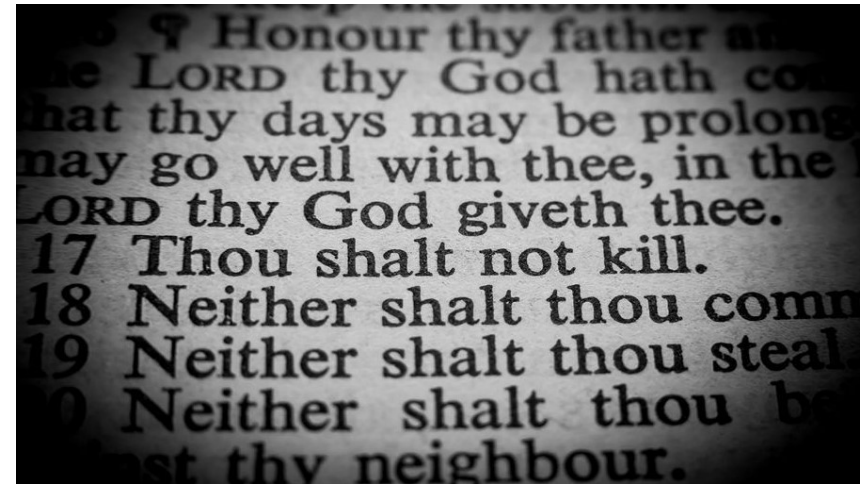 ¶ Honour thy father
LORD thy God hath
that thy days may be
may go well with thee, in the
LORD thy God giveth thee.
17 Thou shalt not kill.
18 Neither shalt thou
19 Neither shalt thou steal.
Neither shalt thou
thy neighbour.